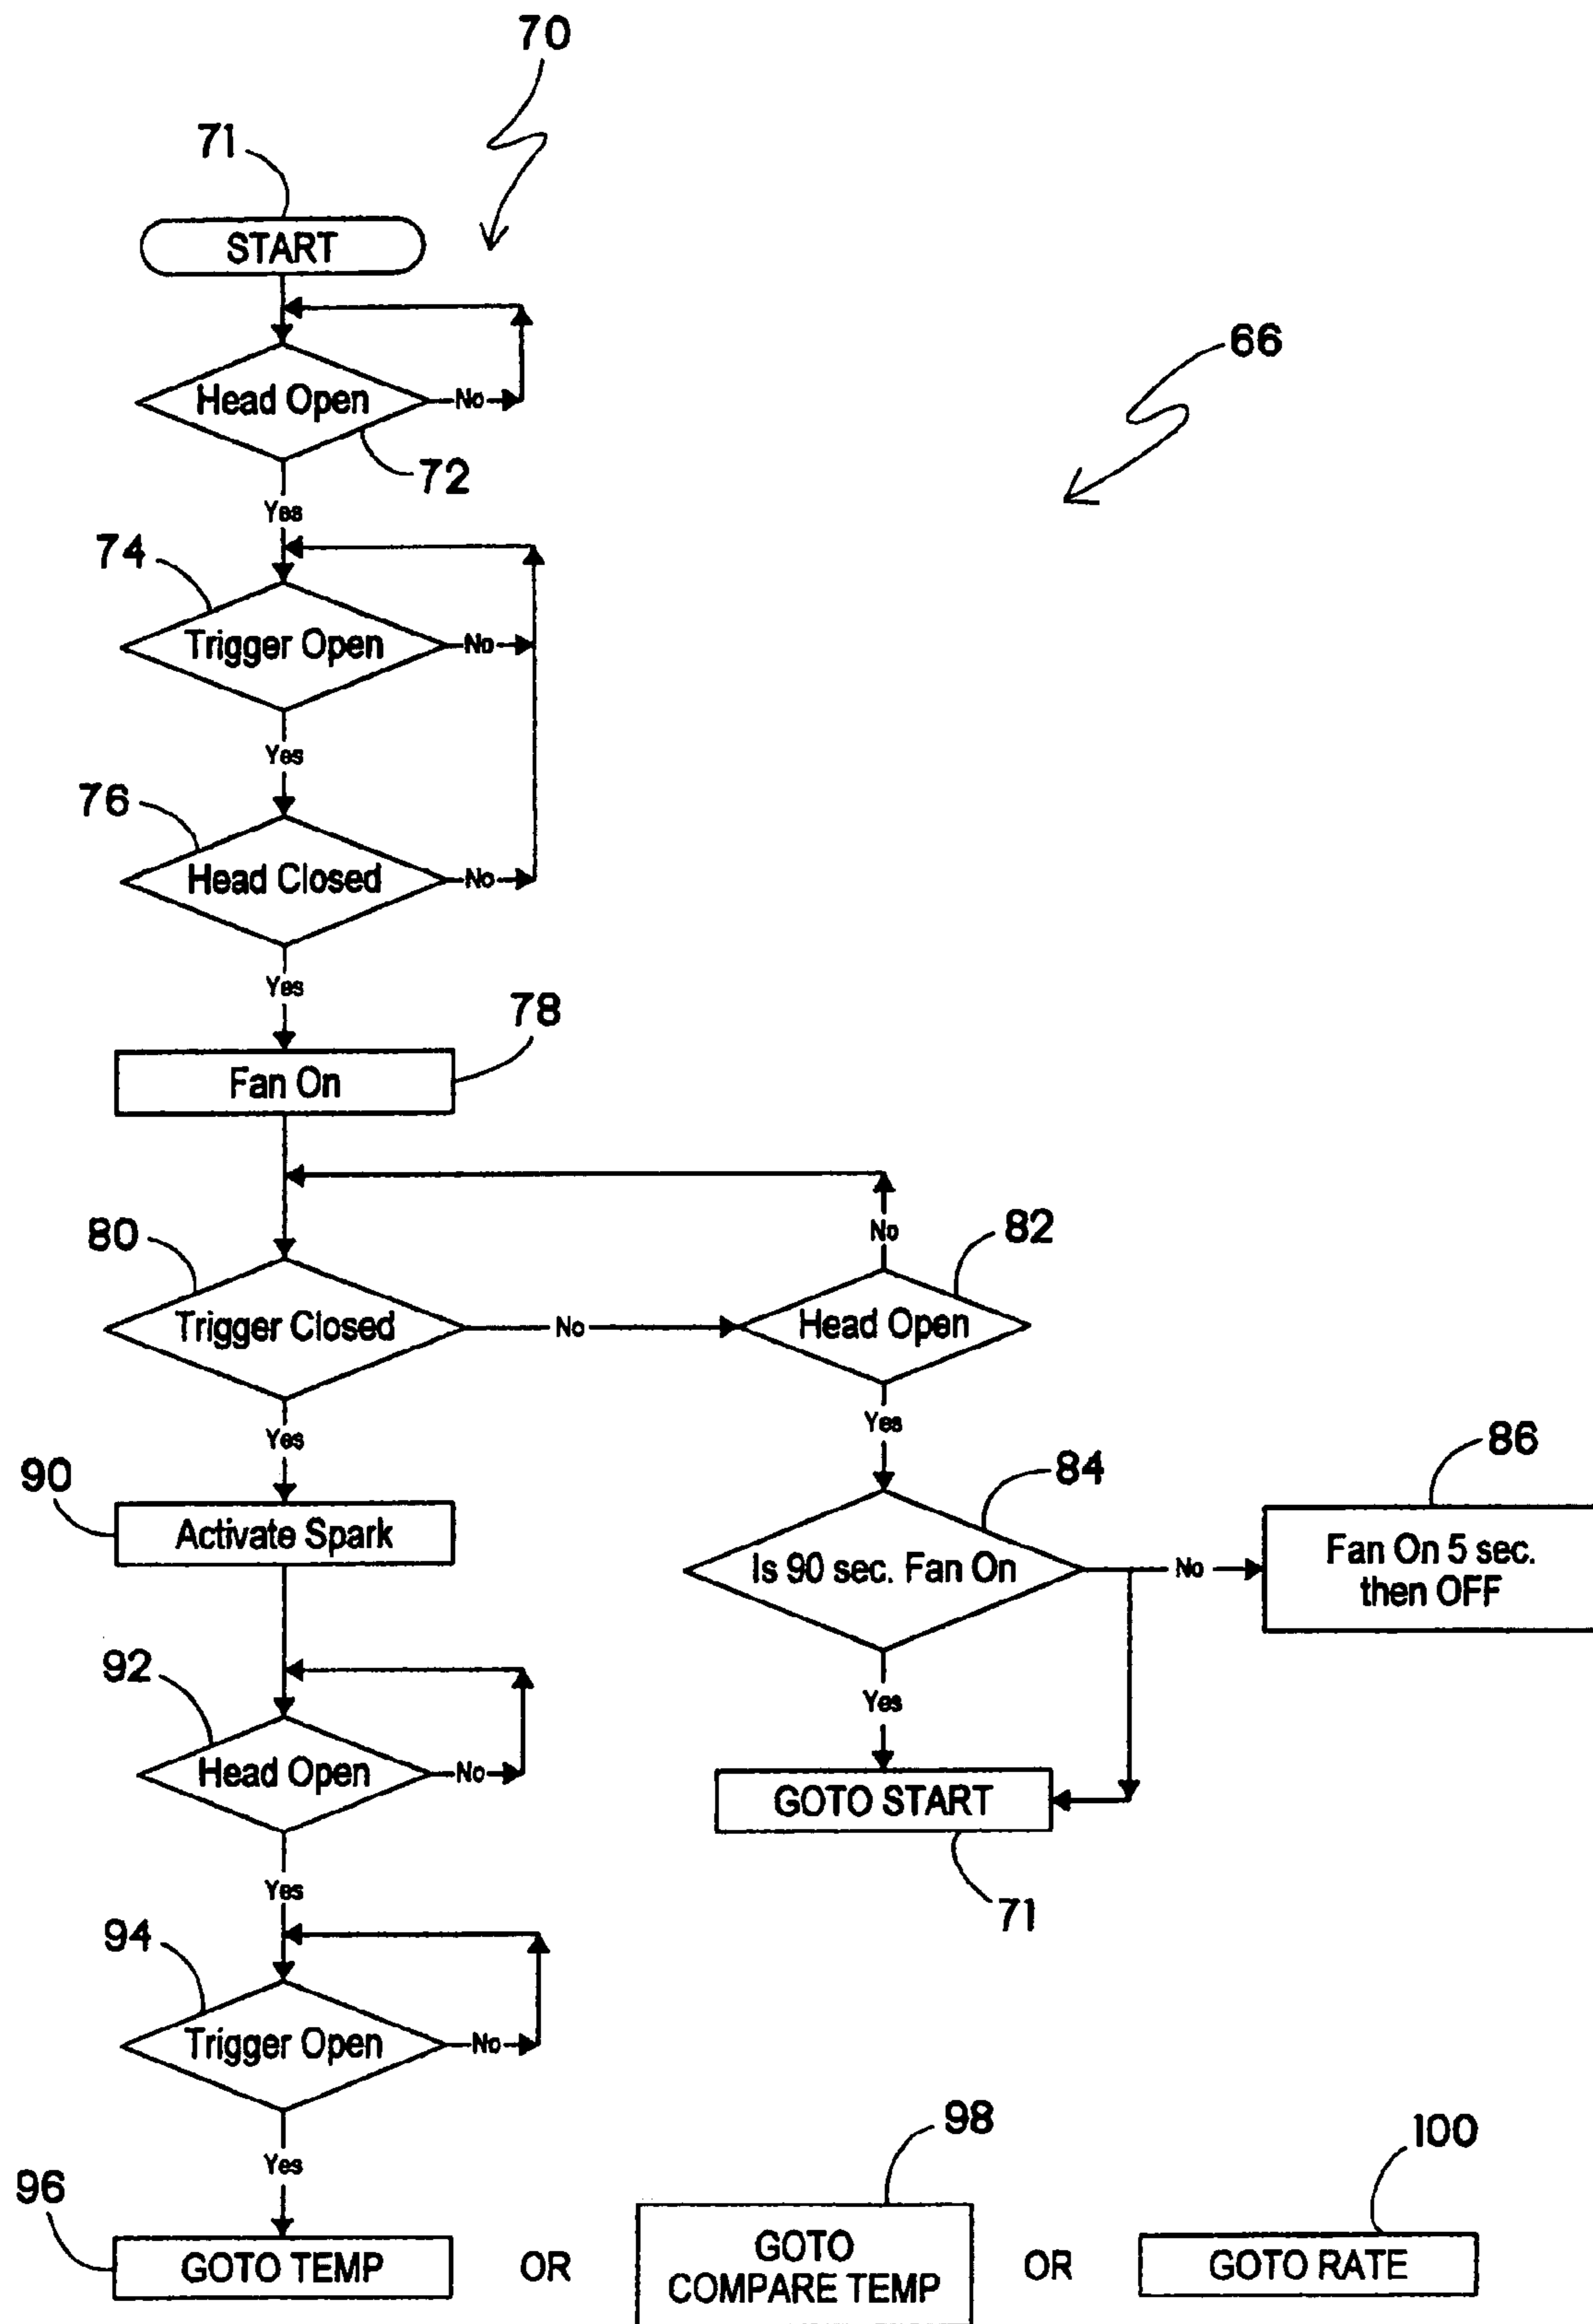 70
71
START
66
Head Open
No
72
Yes
74
Trigger Open
No
Yes
76
Head Closed
No
Yes
78
Fan On
80
No
82
Trigger Closed
No
Head Open
Yes
Yes
90
84
86
Activate Spark
Is 90 sec. Fan On
No
Fan On 5 sec.
then OFF
92
Yes
Head Open
No
GOTO START
Yes
71
94
Trigger Open
No
98
100
Yes
96
GOTO TEMP
OR
GOTO
COMPARE TEMP
OR
GOTO RATE